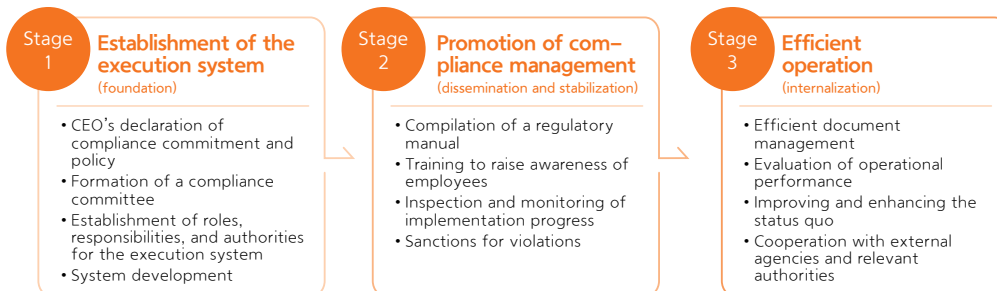 Stage
1
Establishment of the
execution system
(foundation)
• CEO's declaration of
compliance commitment and
policy
• Formation of a compliance
committee
• Establishment of roles,
responsibilities, and authorities
for the execution system
• System development
Stage
2
Promotion of com–
pliance management
(dissemination and stabilization)
• Compilation of a regulatory
manual
• Training to raise awareness of
employees
• Inspection and monitoring of
implementation progress
• Sanctions for violations
Stage
3
Efficient
operation
(internalization)
• Efficient document
management
• Evaluation of operational
performance
• Improving and enhancing the
status quo
• Cooperation with external
agencies and relevant
authorities